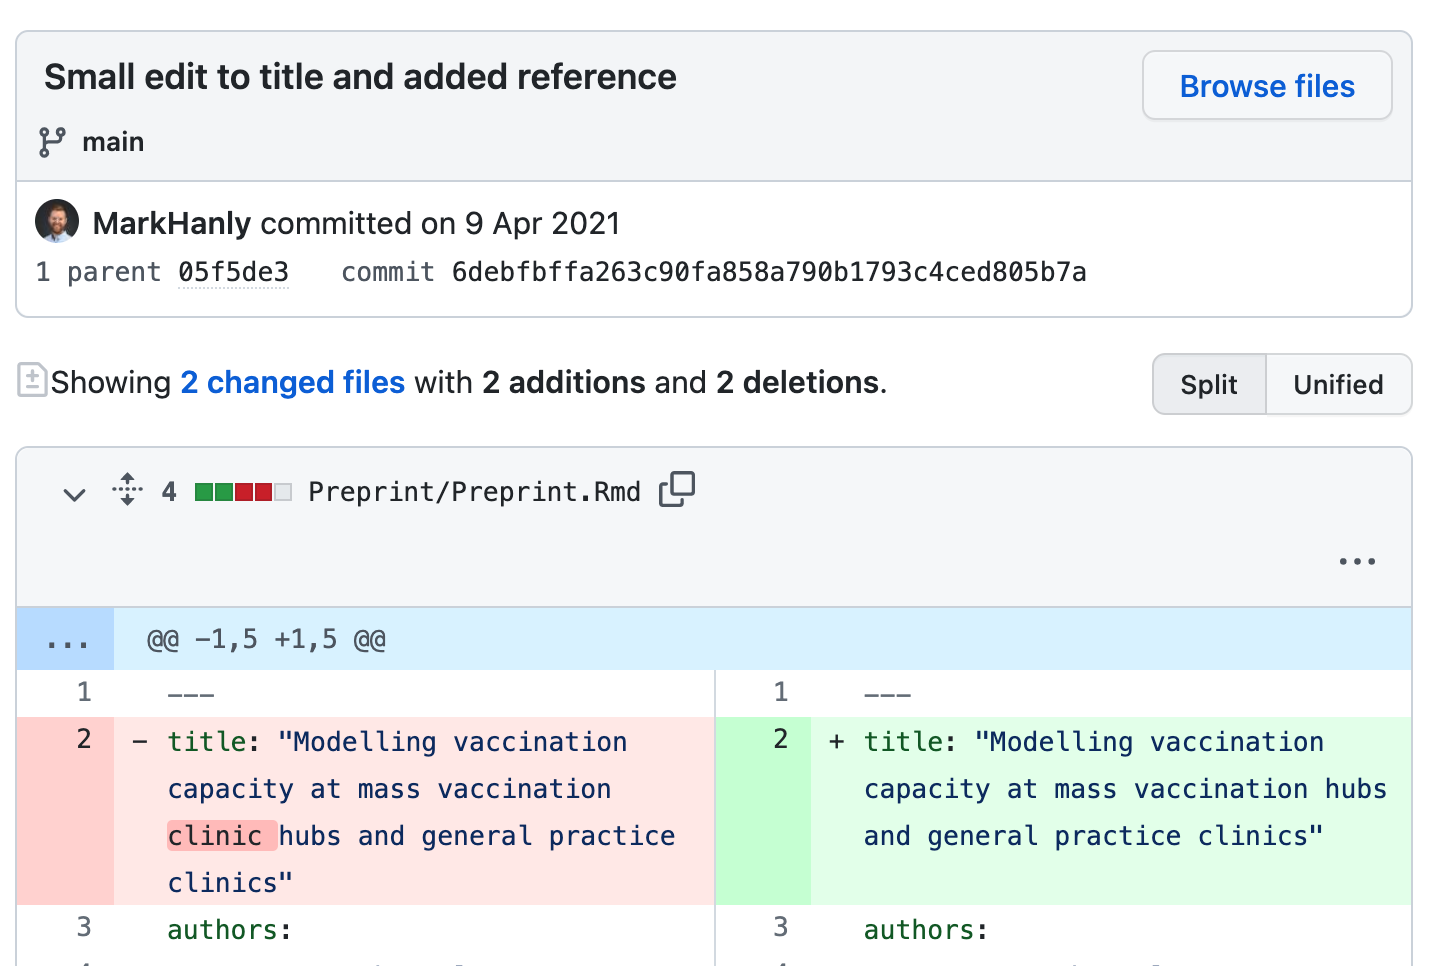 Small edit to title and added reference
Browse files
main
MarkHanly committed on 9 Apr 2021
1 parent 05f5de3 commit 6debfbffa263c90fa858a790b1793c4ced805b7a
Showing 2 changed files with 2 additions and 2 deletions.
Split Unified
4 Preprint/Preprint.Rmd
...
... @@ -1,5 +1,5 @@
1 ---
2 - title: "Modelling vaccination
capacity at mass vaccination
clinic hubs and general practice
clinics"
3 authors:
1 ---
2 + title: "Modelling vaccination
capacity at mass vaccination hubs
and general practice clinics"
3 authors: